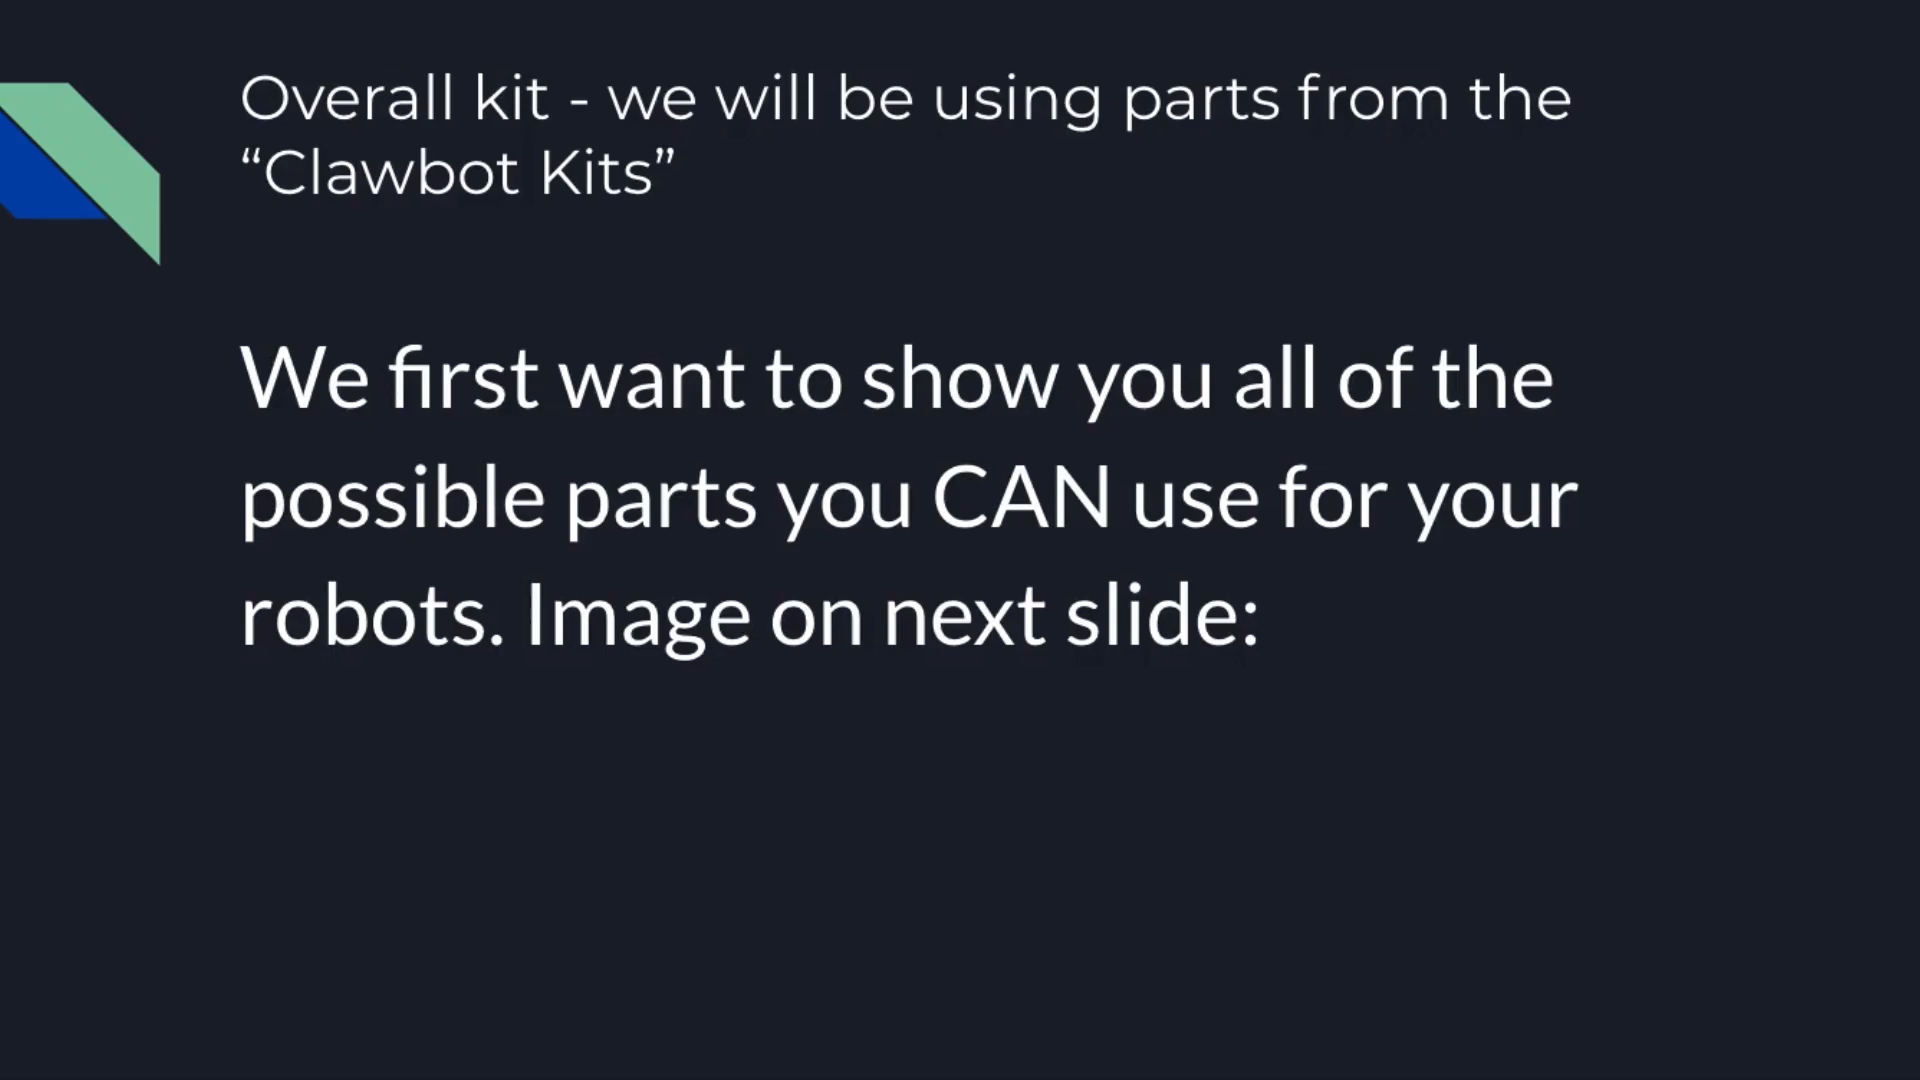 Overall kit - we will be using parts from the
“Clawbot Kits”
We first want to show you all of the
possible parts you CAN use for your
robots. Image on next slide: